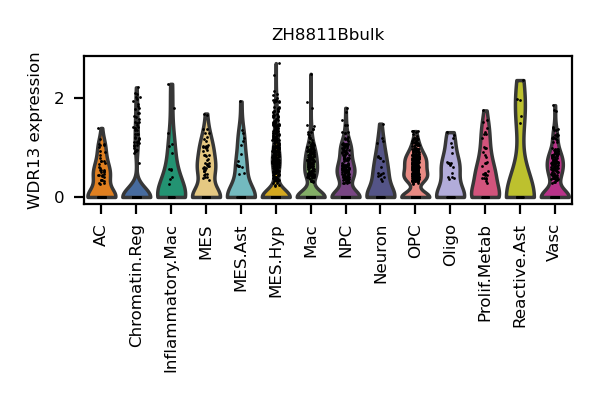 ZH8811Bbulk
WDR13 expression
2
0
AC
Chromatin.Reg
Inflammatory.Mac
MES
MES.Ast
MES.Hyp
Mac
NPC
Neuron
OPC
Oligo
Prolif.Metab
Reactive.Ast
Vasc